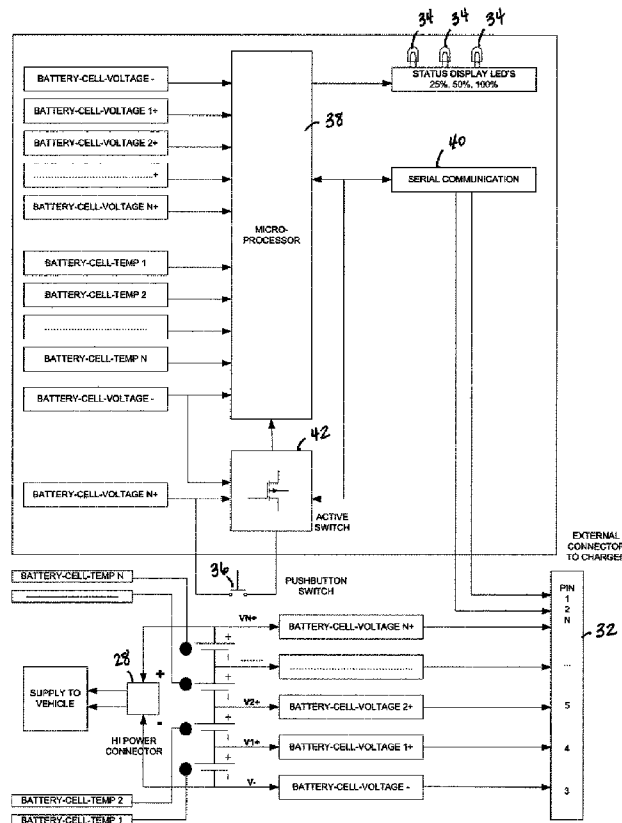 34 34 34
BATTERY-CELL-VOLTAGE -
STATUS DISPLAY LED'S
25%, 50%, 100%
BATTERY-CELL-VOLTAGE 1+
38
BATTERY-CELL-VOLTAGE 2+
40
............................+
SERIAL COMMUNICATION
BATTERY-CELL-VOLTAGE N+
MICRO-
PROCESSOR
BATTERY-CELL-TEMP 1
BATTERY-CELL-TEMP 2
............................
BATTERY-CELL-TEMP N
BATTERY-CELL-VOLTAGE -
42
BATTERY-CELL-VOLTAGE N+
ACTIVE
SWITCH
EXTERNAL
CONNECTOR
TO CHARGER
BATTERY-CELL-TEMP N
36
PUSHBUTTON
SWITCH
PIN
1
2
N
VN+
BATTERY-CELL-VOLTAGE N+
32
28
+
........
............................
...
SUPPLY TO
VEHICLE
V2+
BATTERY-CELL-VOLTAGE 2+
5
-
HI POWER
CONNECTOR
V1+
BATTERY-CELL-VOLTAGE 1+
4
V-
BATTERY-CELL-VOLTAGE -
3
BATTERY-CELL-TEMP 2
BATTERY-CELL-TEMP 1